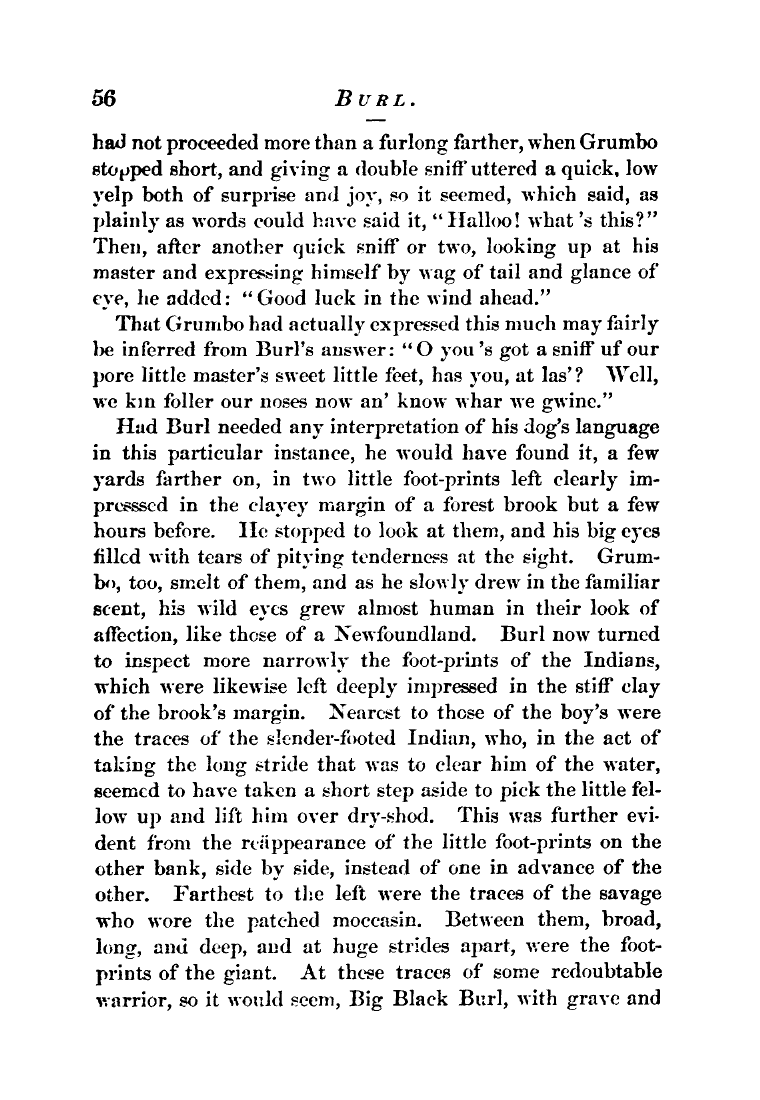 56 BURL.
had not proceeded more than a furlong farther, when Grumbo
stopped short, and giving a double sniff uttered a quick, low
yelp both of surprise and joy, so it seemed, which said, as
plainly as words could have said it, "Halloo! what 's this?"
Then, after another quick sniff or two, looking up at his
master and expressing himself by wag of tail and glance of
eye, he added: "Good luck in the wind ahead."
That Grumbo had actually expressed this much may fairly
be inferred from Burl's answer: "O you 's got a sniff uf our
pore little master's sweet little feet, has you, at las'? Well,
we kin foller our noses now an' know whar we gwine."
Had Burl needed any interpretation of his dog's language
in this particular instance, he would have found it, a few
yards farther on, in two little foot-prints left clearly im-
presssed in the clayey margin of a forest brook but a few
hours before. He stopped to look at them, and his big eyes
filled with tears of pitying tenderness at the sight. Grum-
bo, too, smelt of them, and as he slowly drew in the familiar
scent, his wild eyes grew almost human in their look of
affection, like those of a Newfoundland. Burl now turned
to inspect more narrowly the foot-prints of the Indians,
which were likewise left deeply impressed in the stiff clay
of the brook's margin. Nearest to those of the boy's were
the traces of the slender-footed Indian, who, in the act of
taking the long stride that was to clear him of the water,
seemed to have taken a short step aside to pick the little fel-
low up and lift him over dry-shod. This was further evi-
dent from the reäppearance of the little foot-prints on the
other bank, side by side, instead of one in advance of the
other. Farthest to the left were the traces of the savage
who wore the patched moccasin. Between them, broad,
long, and deep, and at huge strides apart, were the foot-
prints of the giant. At these traces of some redoubtable
warrior, so it would seem, Big Black Burl, with grave and